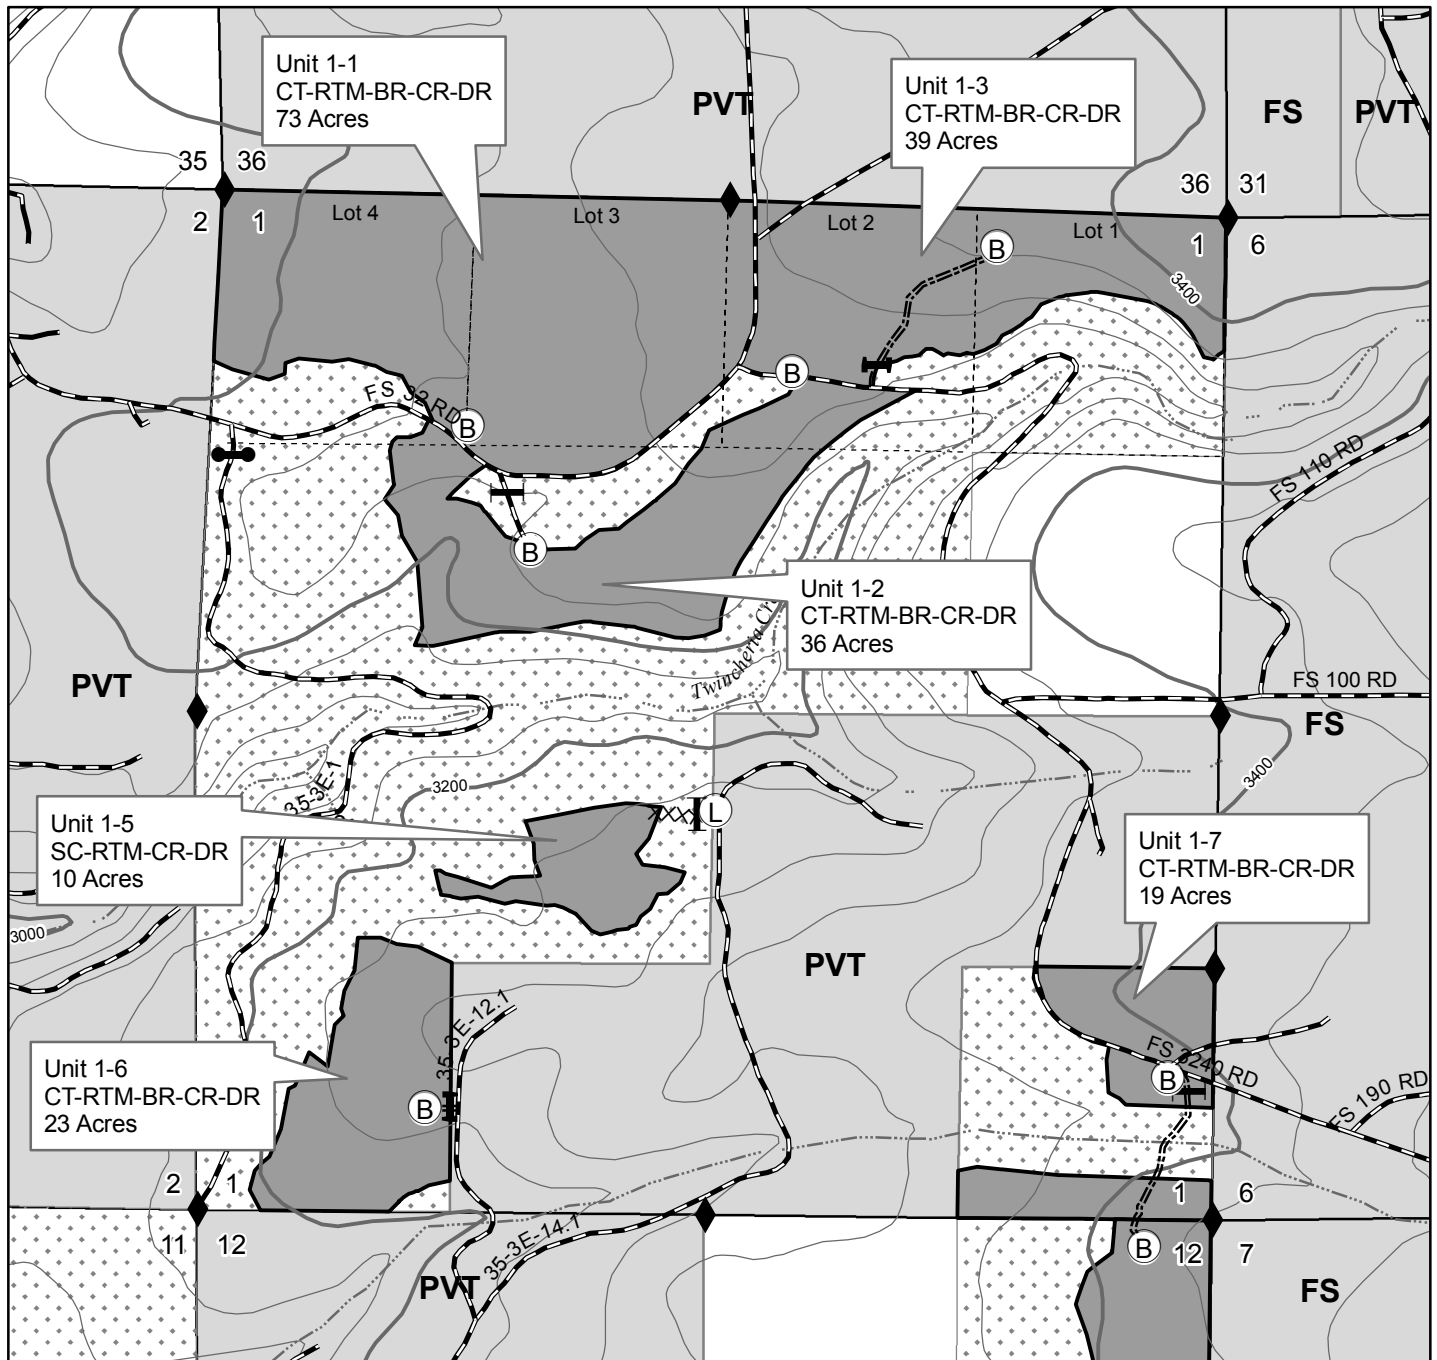 Unit 1-1
CT-RTM-BR-CR-DR
73 Acres
PVT
Unit 1-3
CT-RTM-BR-CR-DR
39 Acres
FS
PVT
35
36
36
31
2
1
Lot 4
Lot 3
Lot 2
Lot 1
1
6
B
3400
B
FS 32 RD
B
FS 110 RD
B
Unit 1-2
CT-RTM-BR-CR-DR
36 Acres
PVT
FS 100 RD
FS
3400
35-3E-1
3200
L
Unit 1-5
SC-RTM-CR-DR
10 Acres
Unit 1-7
CT-RTM-BR-CR-DR
19 Acres
3000
PVT
35-3E-12.1
Unit 1-6
CT-RTM-BR-CR-DR
23 Acres
B
FS 3240 RD
B
FS 190 RD
2
1
1
6
11
12
35-3E-14.1
B
12
7
PVT
FS